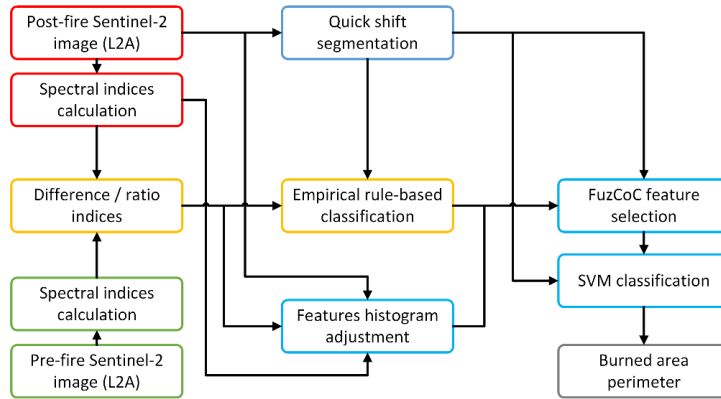 Post-fire Sentinel-2
image (L2A)
Quick shift
segmentation
Spectral indices
calculation
Difference / ratio
indices
Empirical rule-based
classification
FuzCoC feature
selection
Spectral indices
calculation
SVM classification
Features histogram
adjustment
Pre-fire Sentinel-2
image (L2A)
Burned area
perimeter